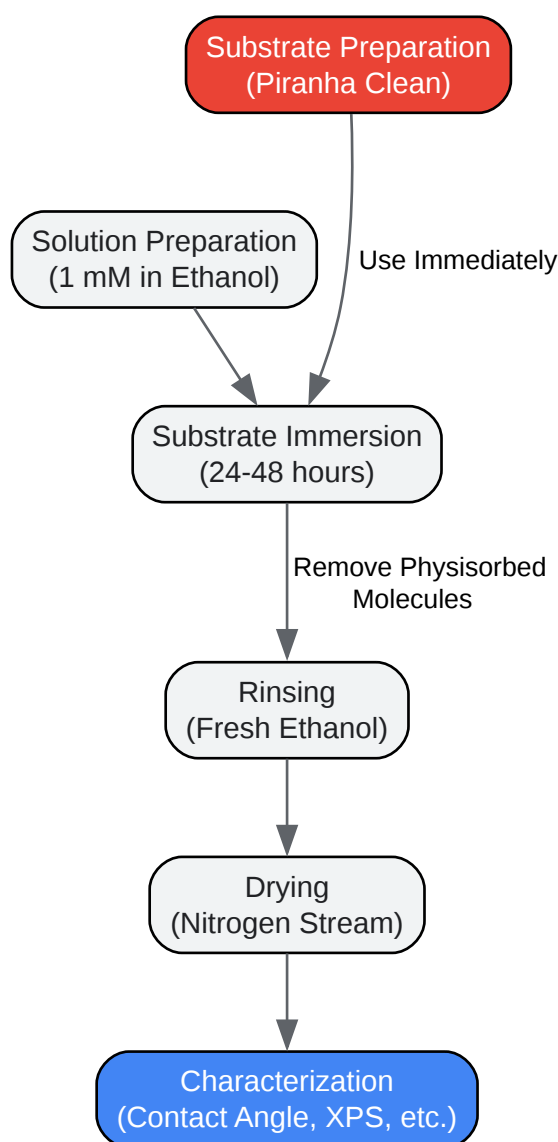 Substrate Preparation
(Piranha Clean)
Solution Preparation
(1 mM in Ethanol)
Use Immediately
Substrate Immersion
(24-48 hours)
Remove Physisorbed
Molecules
Rinsing
(Fresh Ethanol)
Drying
(Nitrogen Stream)
Characterization
(Contact Angle, XPS, etc.)